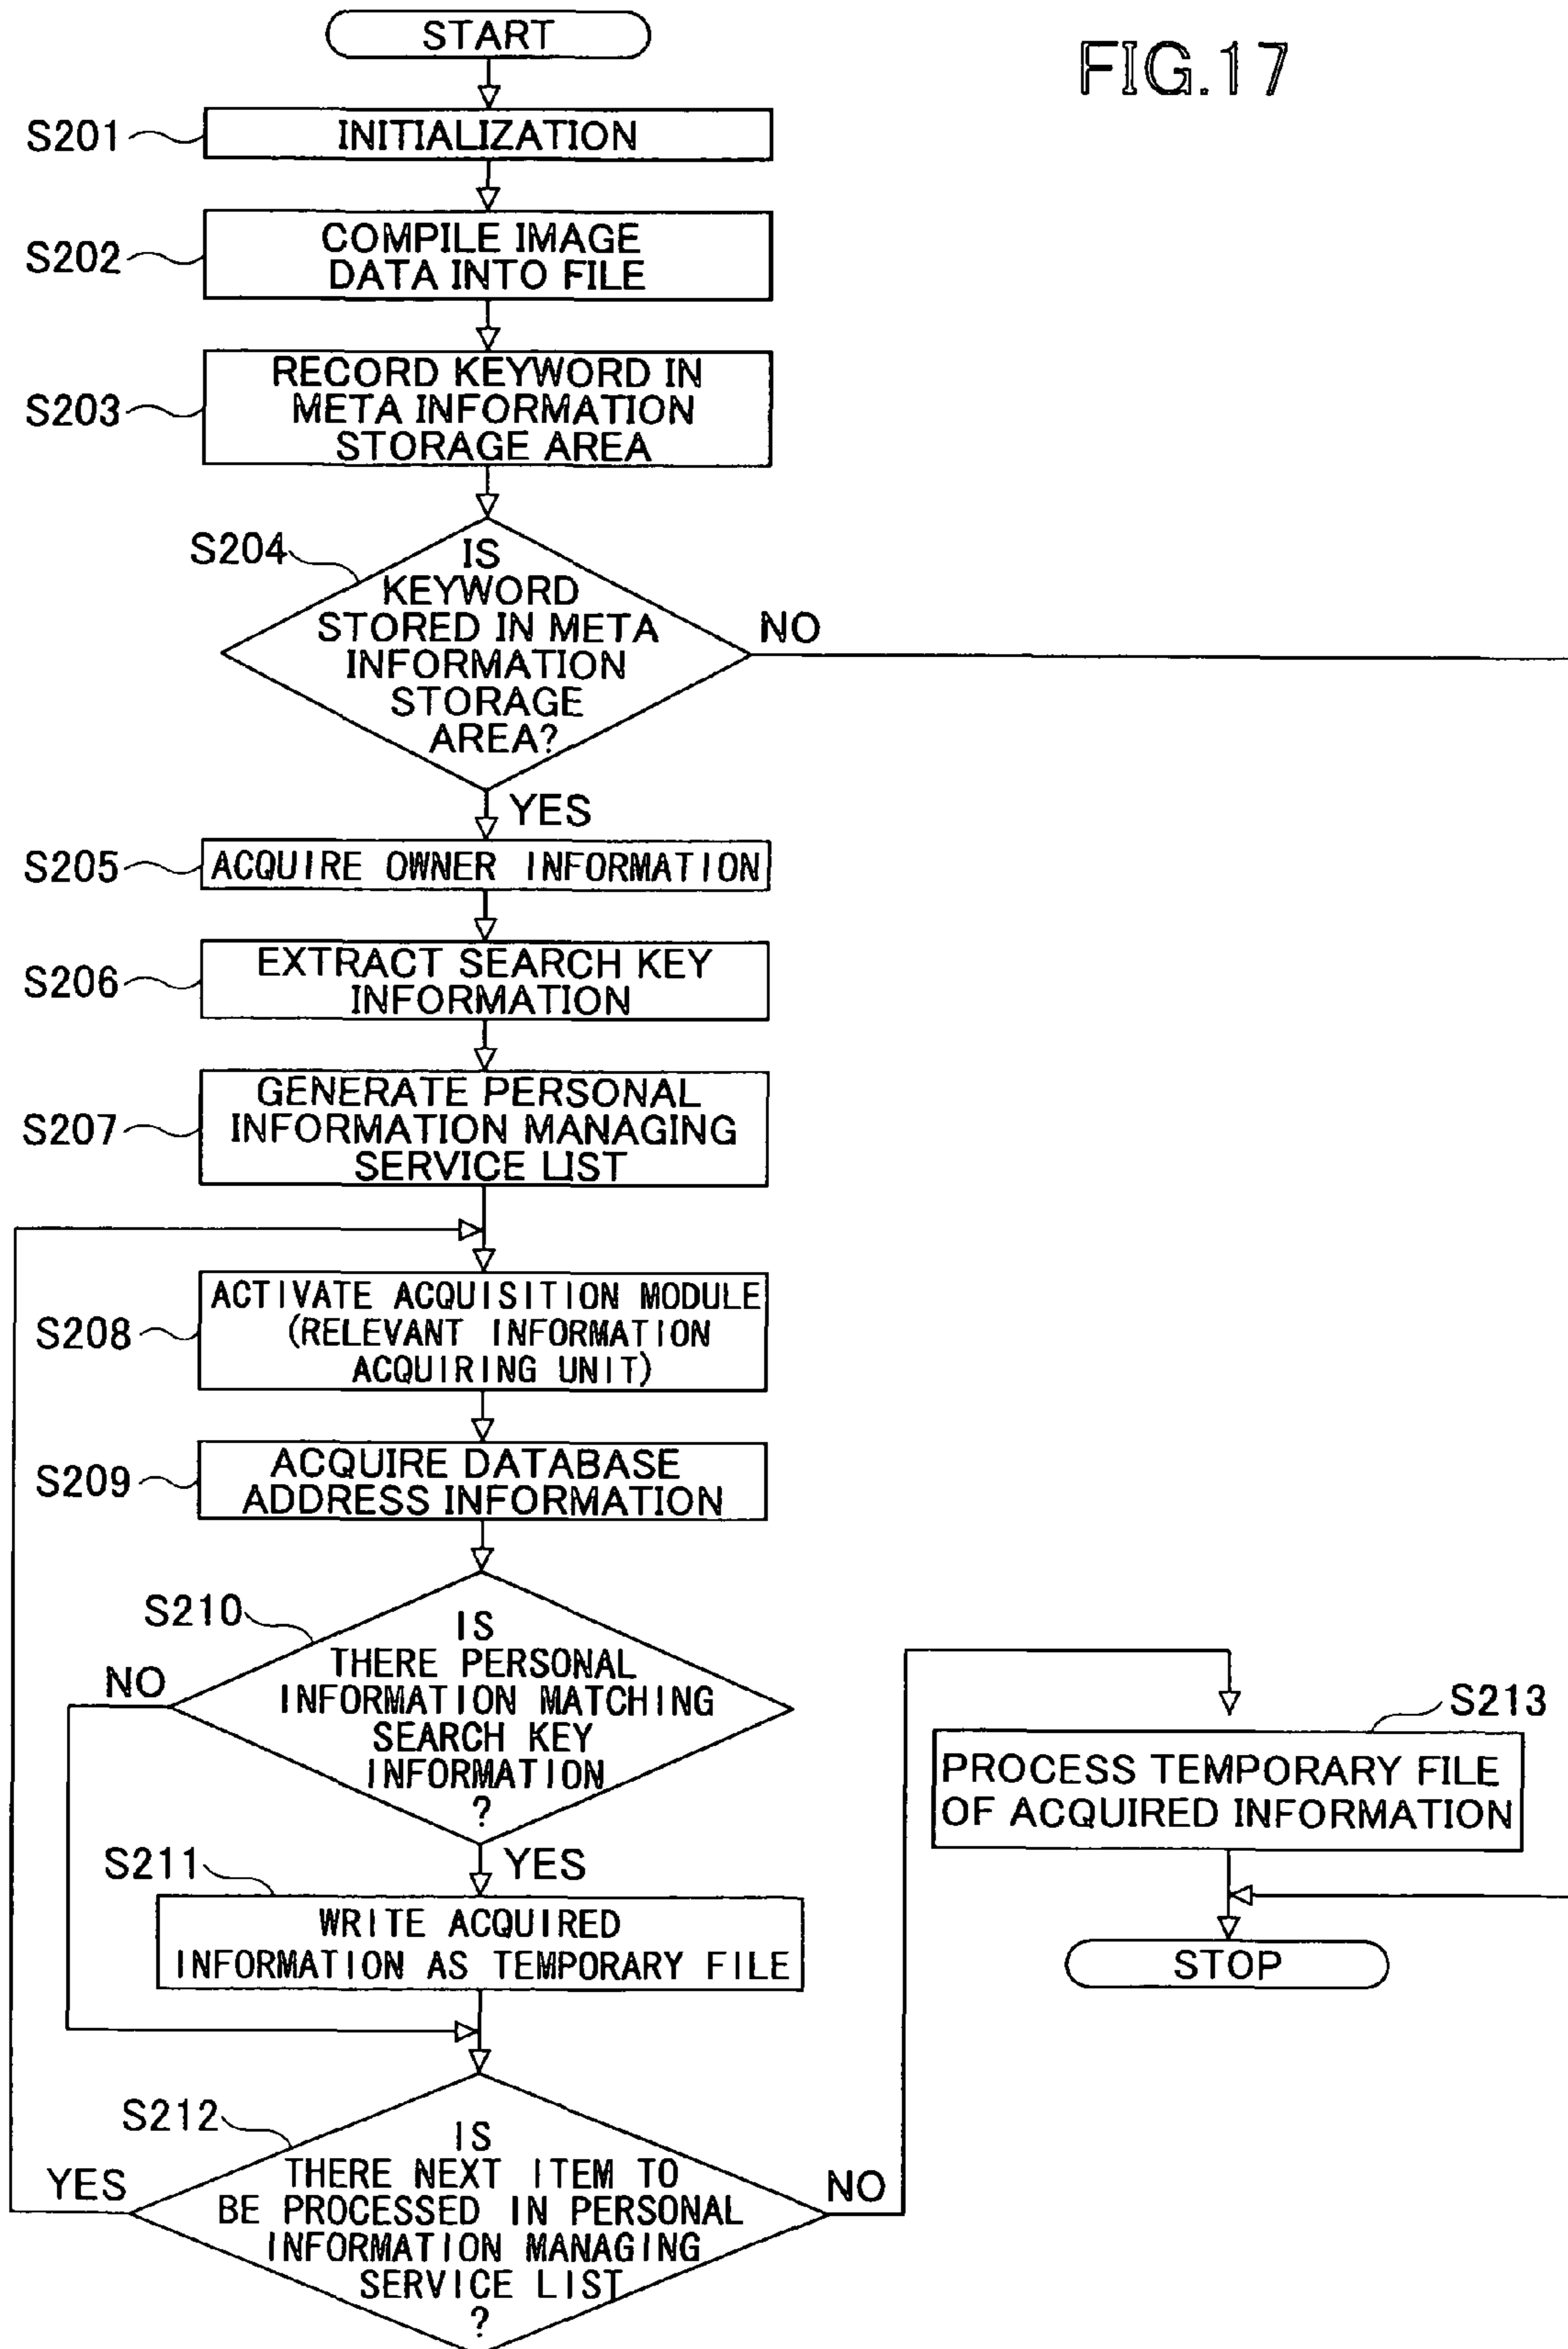 START
FIG.17
S201
INITIALIZATION
S202
COMPILE IMAGE
DATA INTO FILE
S203
RECORD KEYWORD IN
META INFORMATION
STORAGE AREA
S204
IS
KEYWORD
STORED IN META
INFORMATION
STORAGE
AREA?
NO
YES
S205
ACQUIRE OWNER INFORMATION
S206
EXTRACT SEARCH KEY
INFORMATION
S207
GENERATE PERSONAL
INFORMATION MANAGING
SERVICE LIST
S208
ACTIVATE ACQUISITION MODULE
(RELEVANT INFORMATION
ACQUIRING UNIT)
S209
ACQUIRE DATABASE
ADDRESS INFORMATION
S210
IS
THERE PERSONAL
INFORMATION MATCHING
SEARCH KEY
INFORMATION
?
NO
YES
S211
WRITE ACQUIRED
INFORMATION AS TEMPORARY FILE
S212
IS
THERE NEXT ITEM TO
BE PROCESSED IN PERSONAL
INFORMATION MANAGING
SERVICE LIST
?
YES
NO
S213
PROCESS TEMPORARY FILE
OF ACQUIRED INFORMATION
STOP